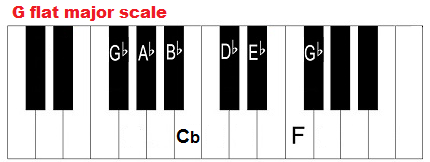 G flat major scale
G♭ A♭ B♭ D♭ E♭ G♭
Cb F